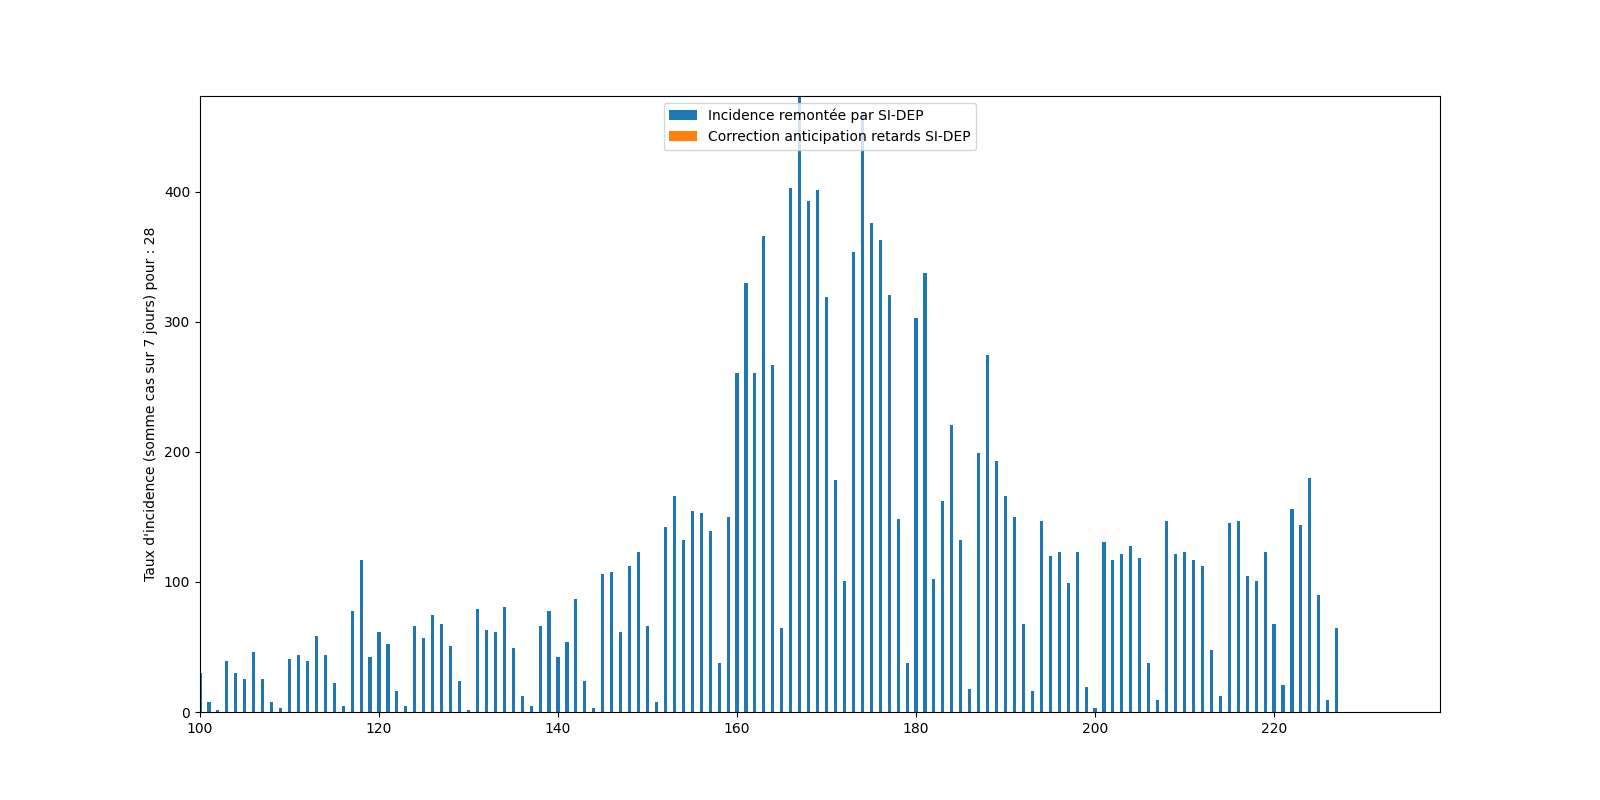 Incidence remontée par SI-DEP
Correction anticipation retards SI-DEP
Taux d'incidence (somme cas sur 7 jours) pour : 28
400
300
200
100
0
100 120 140 160 180 200 220